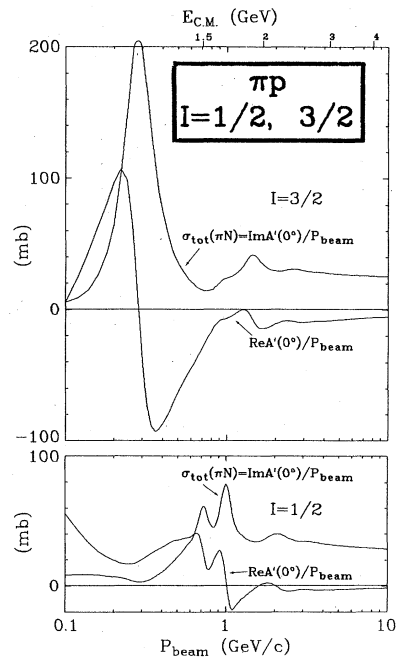 E_C.M. (GeV)
1.5 2 3 4
200
πp
I=1/2, 3/2
100
I=3/2
(mb)
σ_tot(πN)=ImA'(0°)/P_beam
0
ReA'(0°)/P_beam
−100
100
σ_tot(πN)=ImA'(0°)/P_beam
I=1/2
50
(mb)
ReA'(0°)/P_beam
0
0.1 1 10
P_beam (GeV/c)